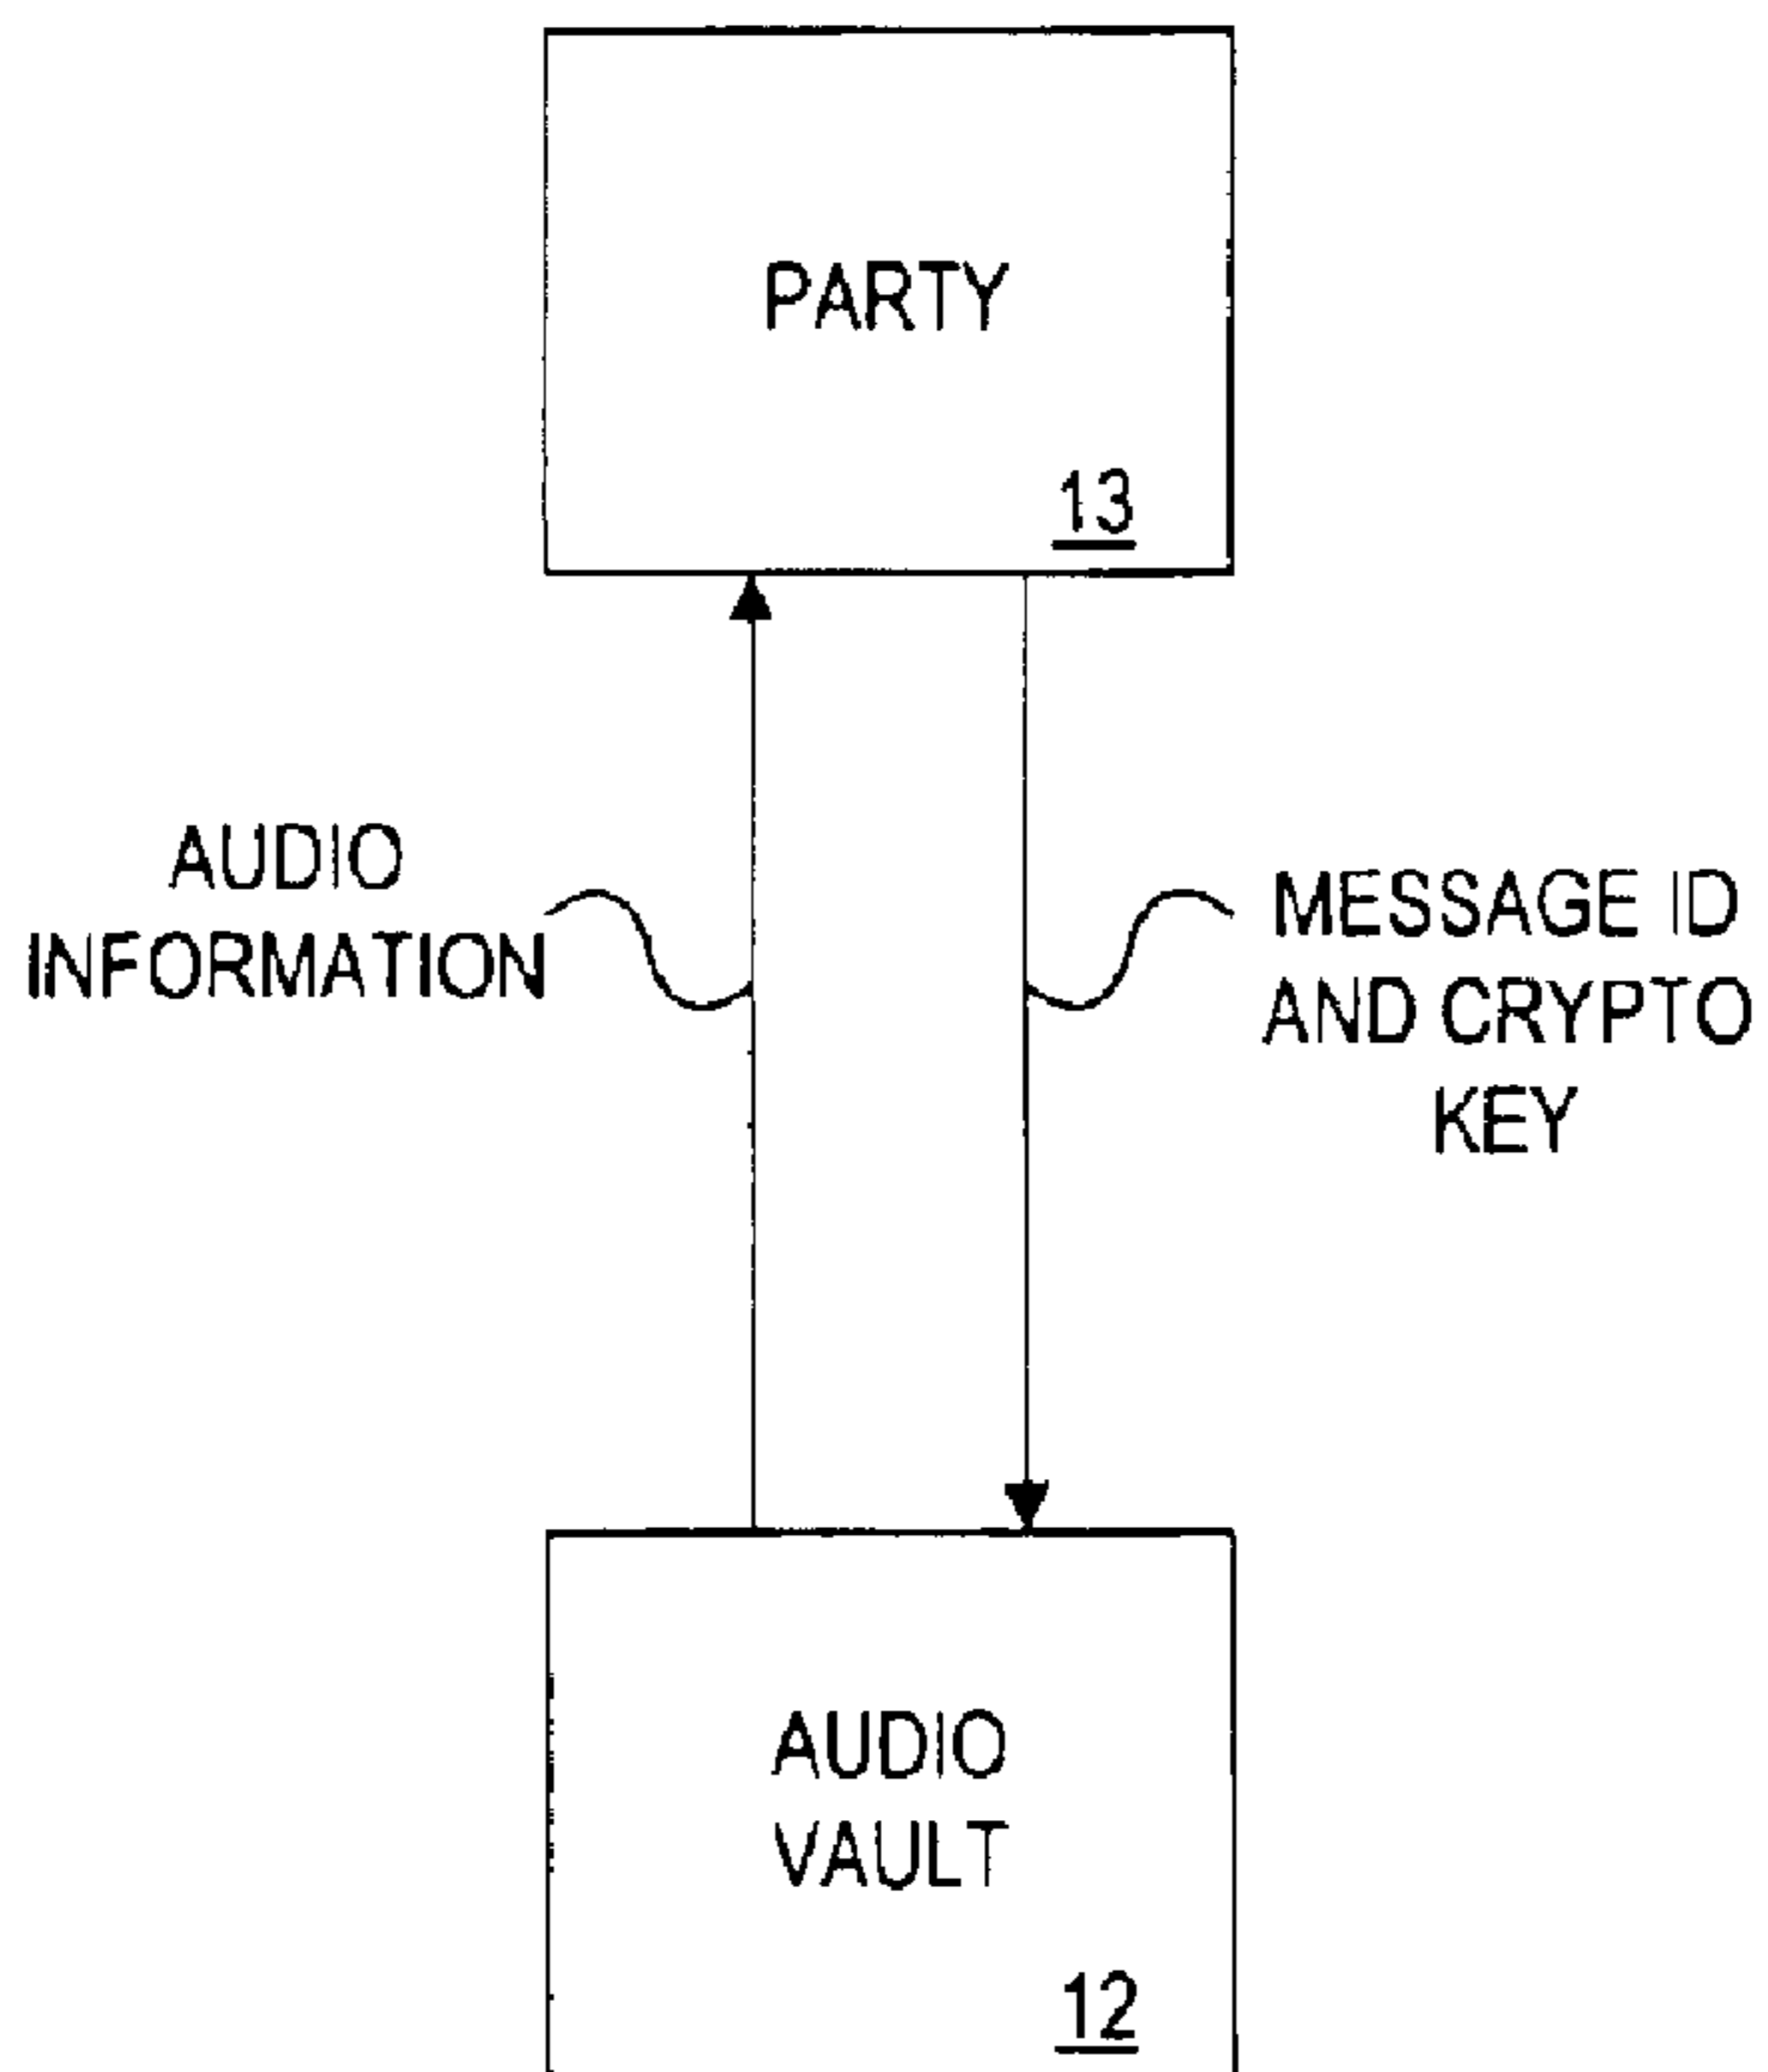 PARTY
13
AUDIO
INFORMATION
MESSAGE ID
AND CRYPTO
KEY
AUDIO
VAULT
12